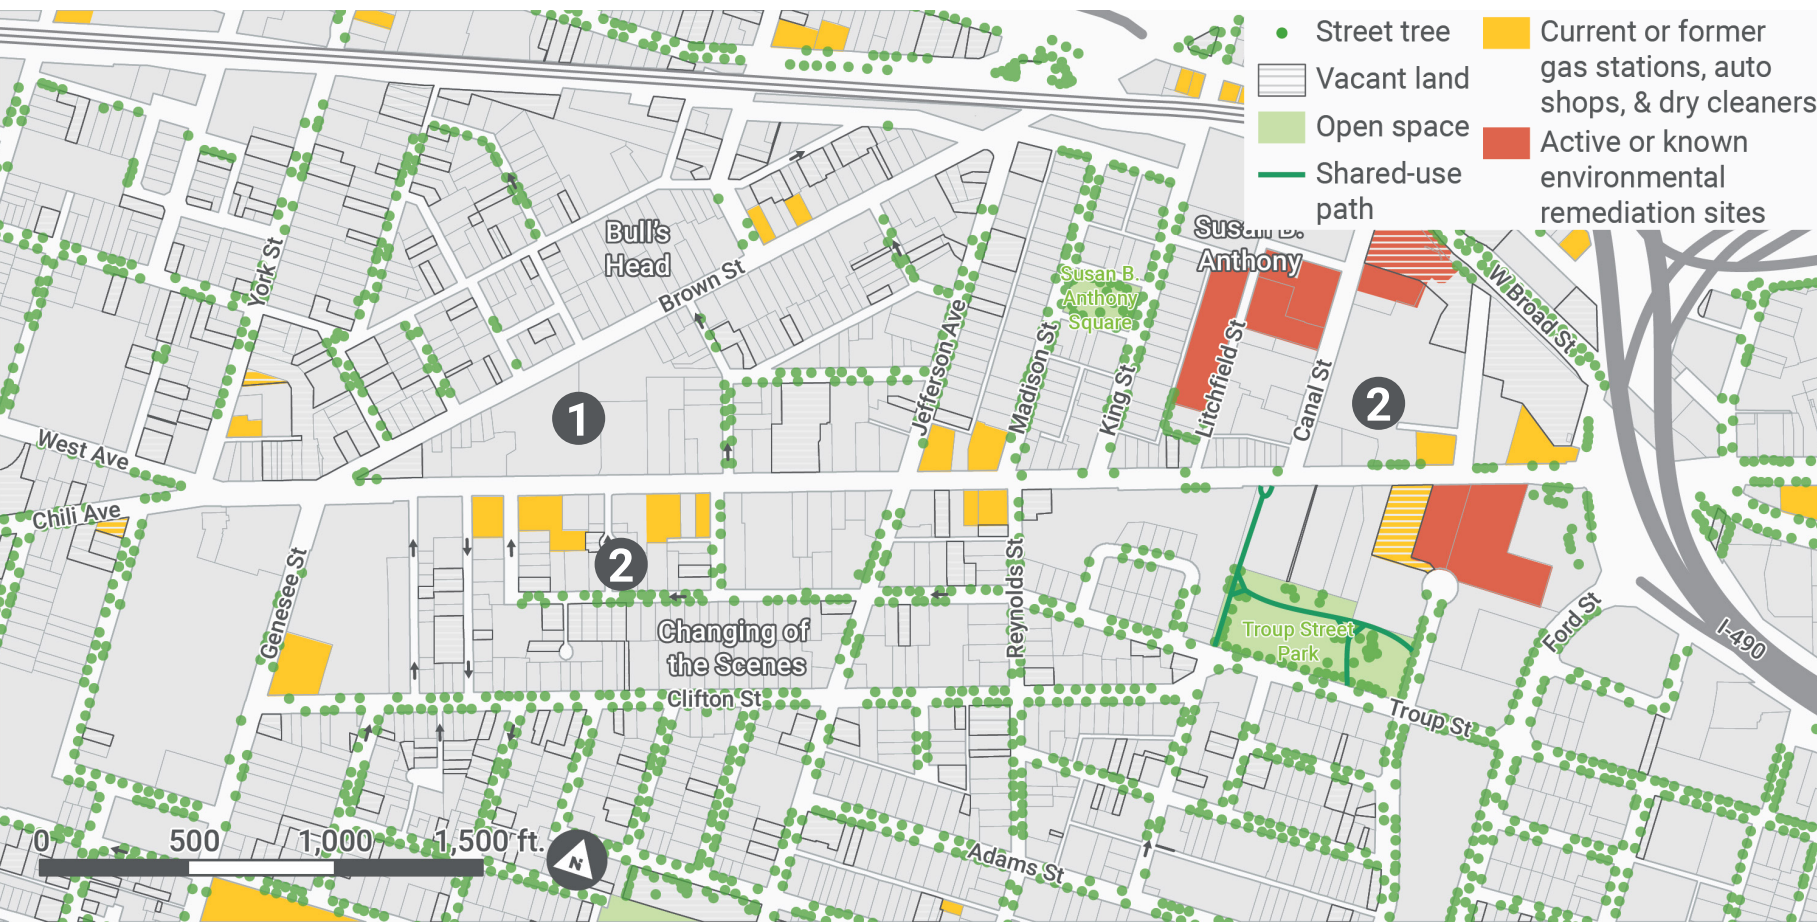 Street tree
Vacant land
Open space
Shared-use
path
Current or former
gas stations, auto
shops, & dry cleaners
Active or known
environmental
remediation sites
Bull's
Head
Susan B.
Anthony
Brown St
York St
Susan B.
Anthony
Square
W Broad St
Jefferson Ave
Madison St
King St
Litchfield St
Canal St
1
2
West Ave
Chili Ave
Genesee St
2
Reynolds St
Changing of
the Scenes
Clifton St
Troup Street
Park
Ford St
I-490
Troup St
Adams St
0 500 1,000 1,500 ft.
N